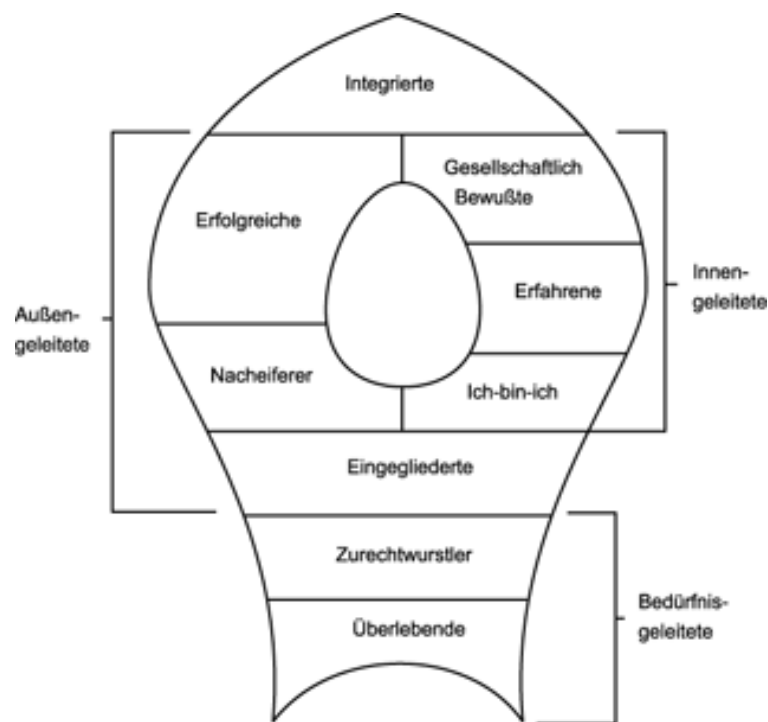 Integrierte
Gesellschaftlich
Bewußte
Erfolgreiche
Erfahrene
Innen-
geleitete
Außen-
geleitete
Nacheiferer
Ich-bin-ich
Eingegliederte
Zurechtwurstler
Bedürfnis-
geleitete
Überlebende